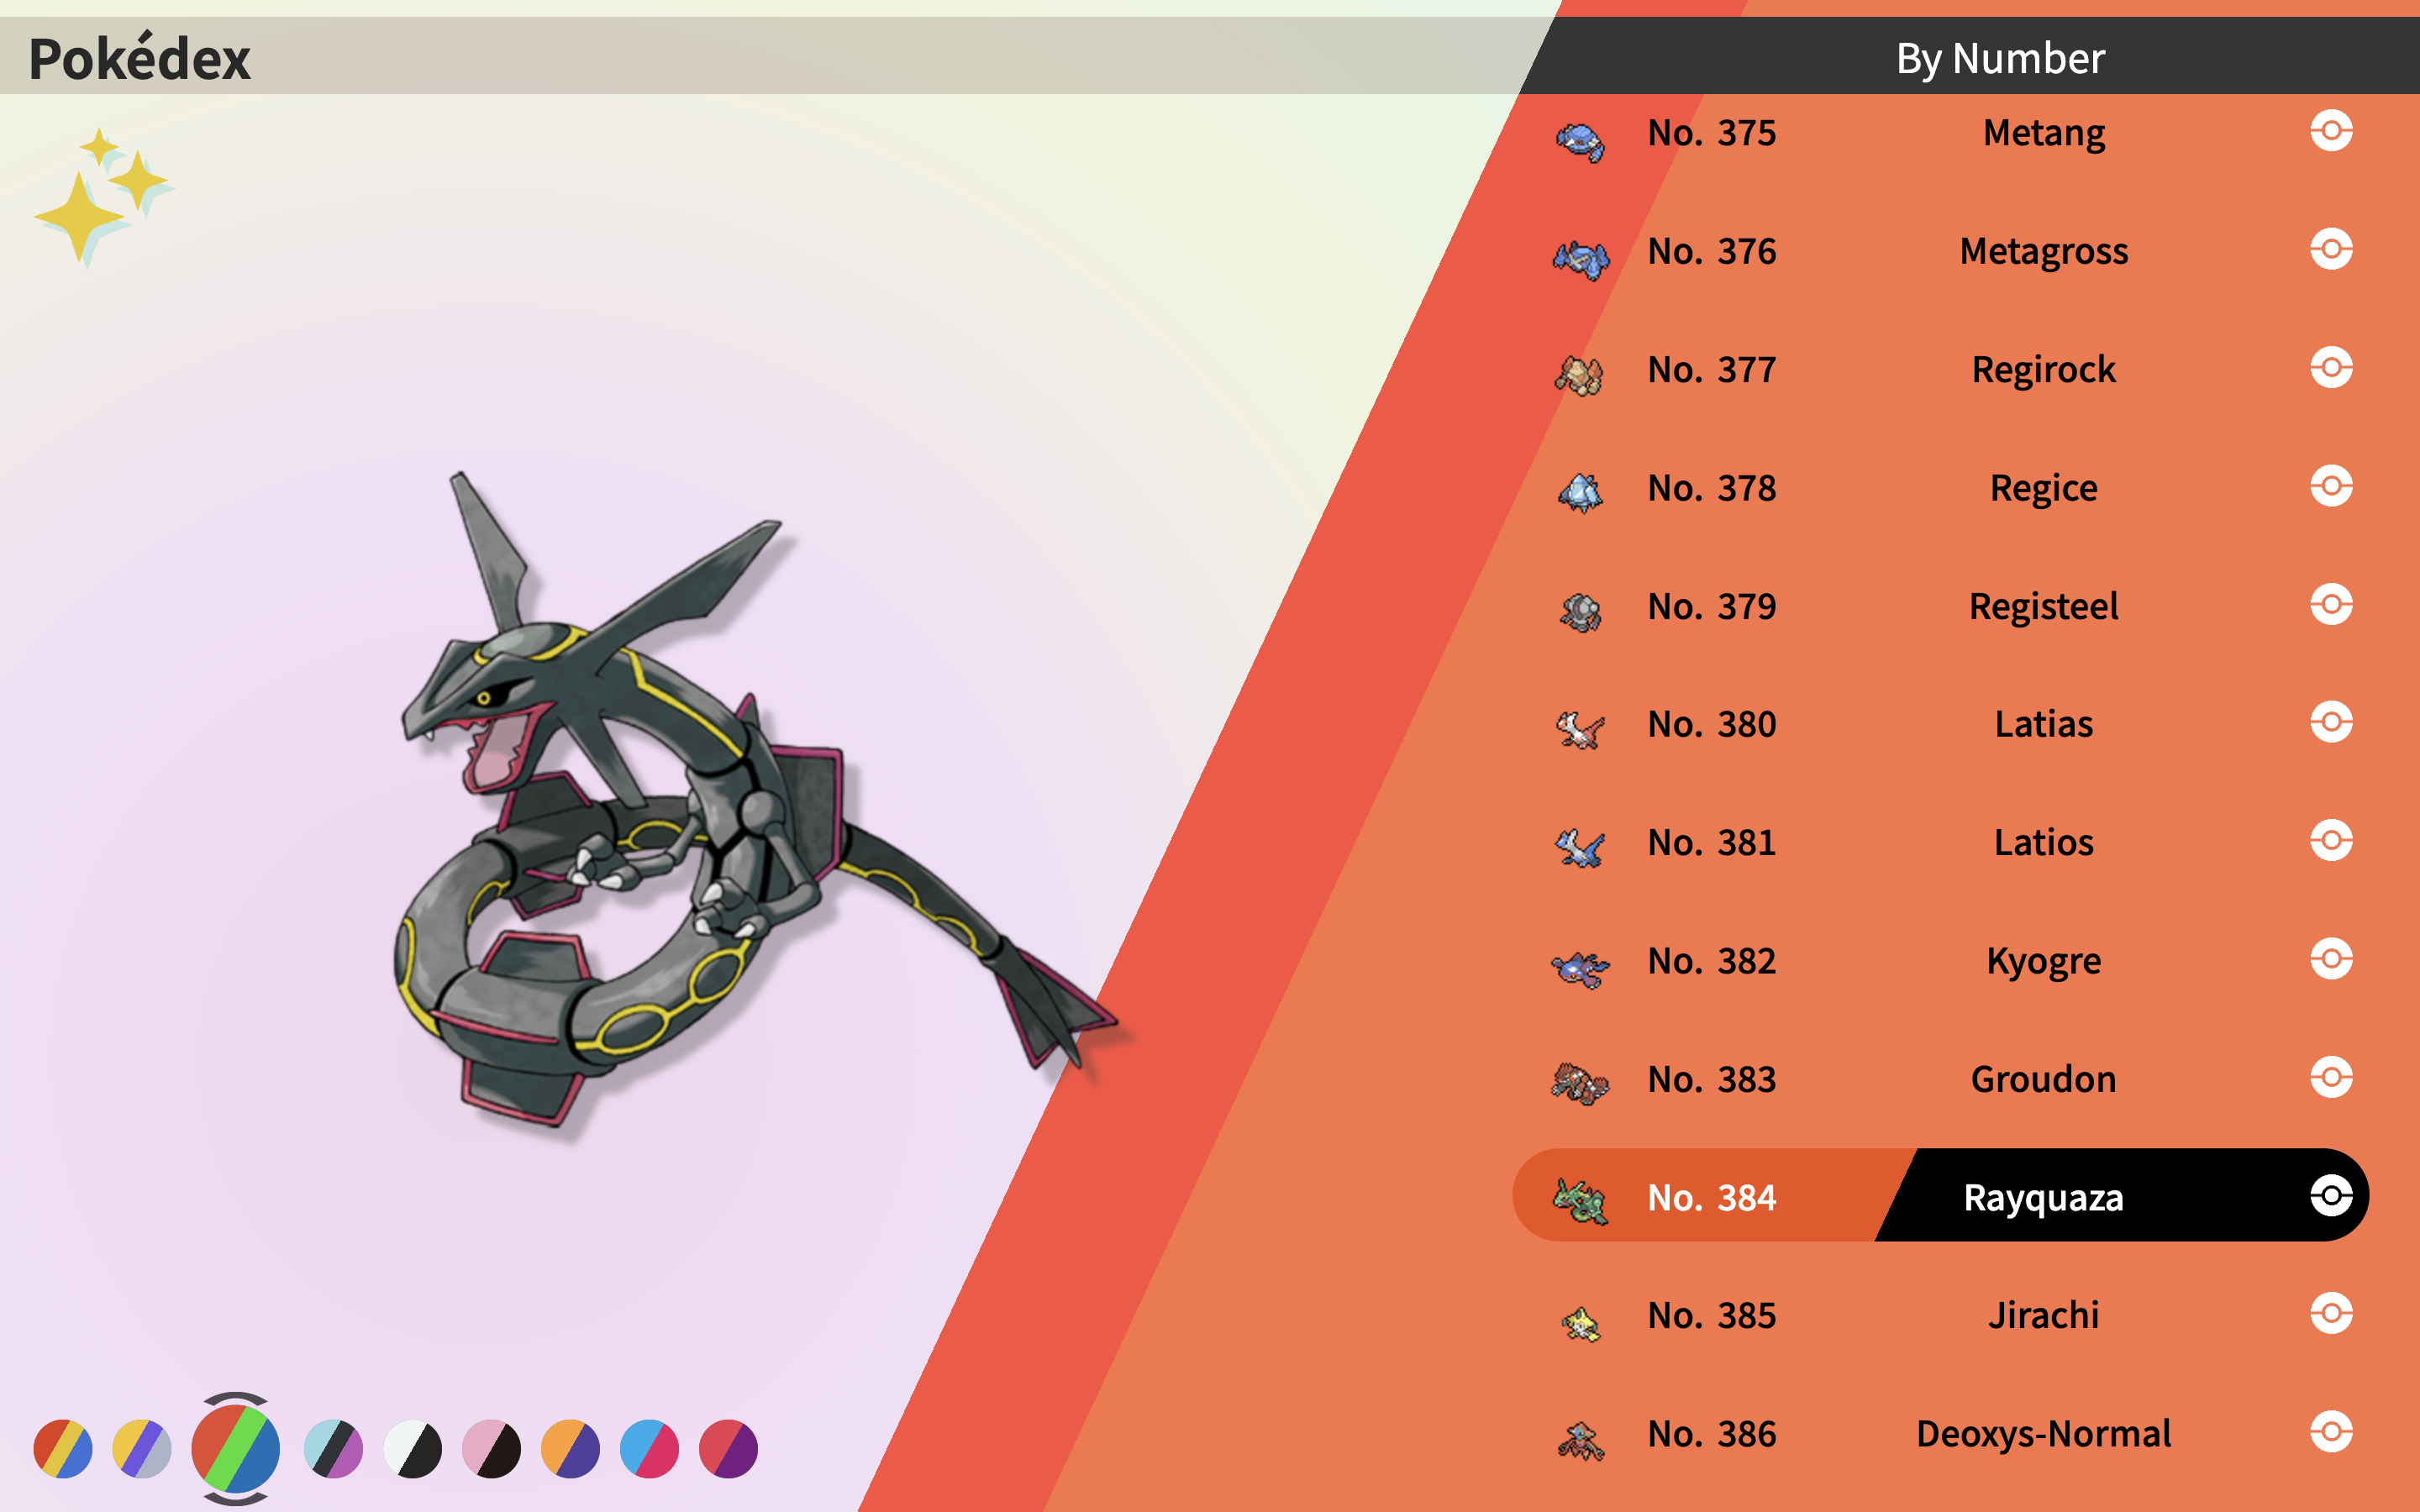 Pokédex
By Number
No. 375 Metang
No. 376 Metagross
No. 377 Regirock
No. 378 Regice
No. 379 Registeel
No. 380 Latias
No. 381 Latios
No. 382 Kyogre
No. 383 Groudon
No. 384 Rayquaza
No. 385 Jirachi
No. 386 Deoxys-Normal